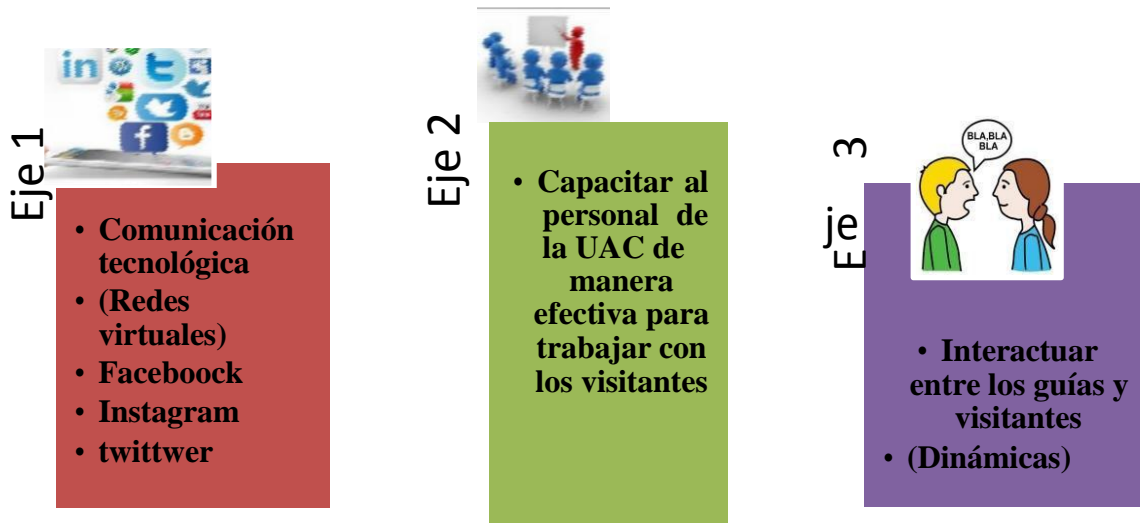 Eje 1
in
f
• Comunicación
tecnológica
• (Redes
virtuales)
• Faceboock
• Instagram
• twittwer
Eje 2
• Capacitar al
personal de
la UAC de
manera
efectiva para
trabajar con
los visitantes
Eje 3
BLA,BLA
BLA
• Interactuar
entre los guías y
visitantes
• (Dinámicas)